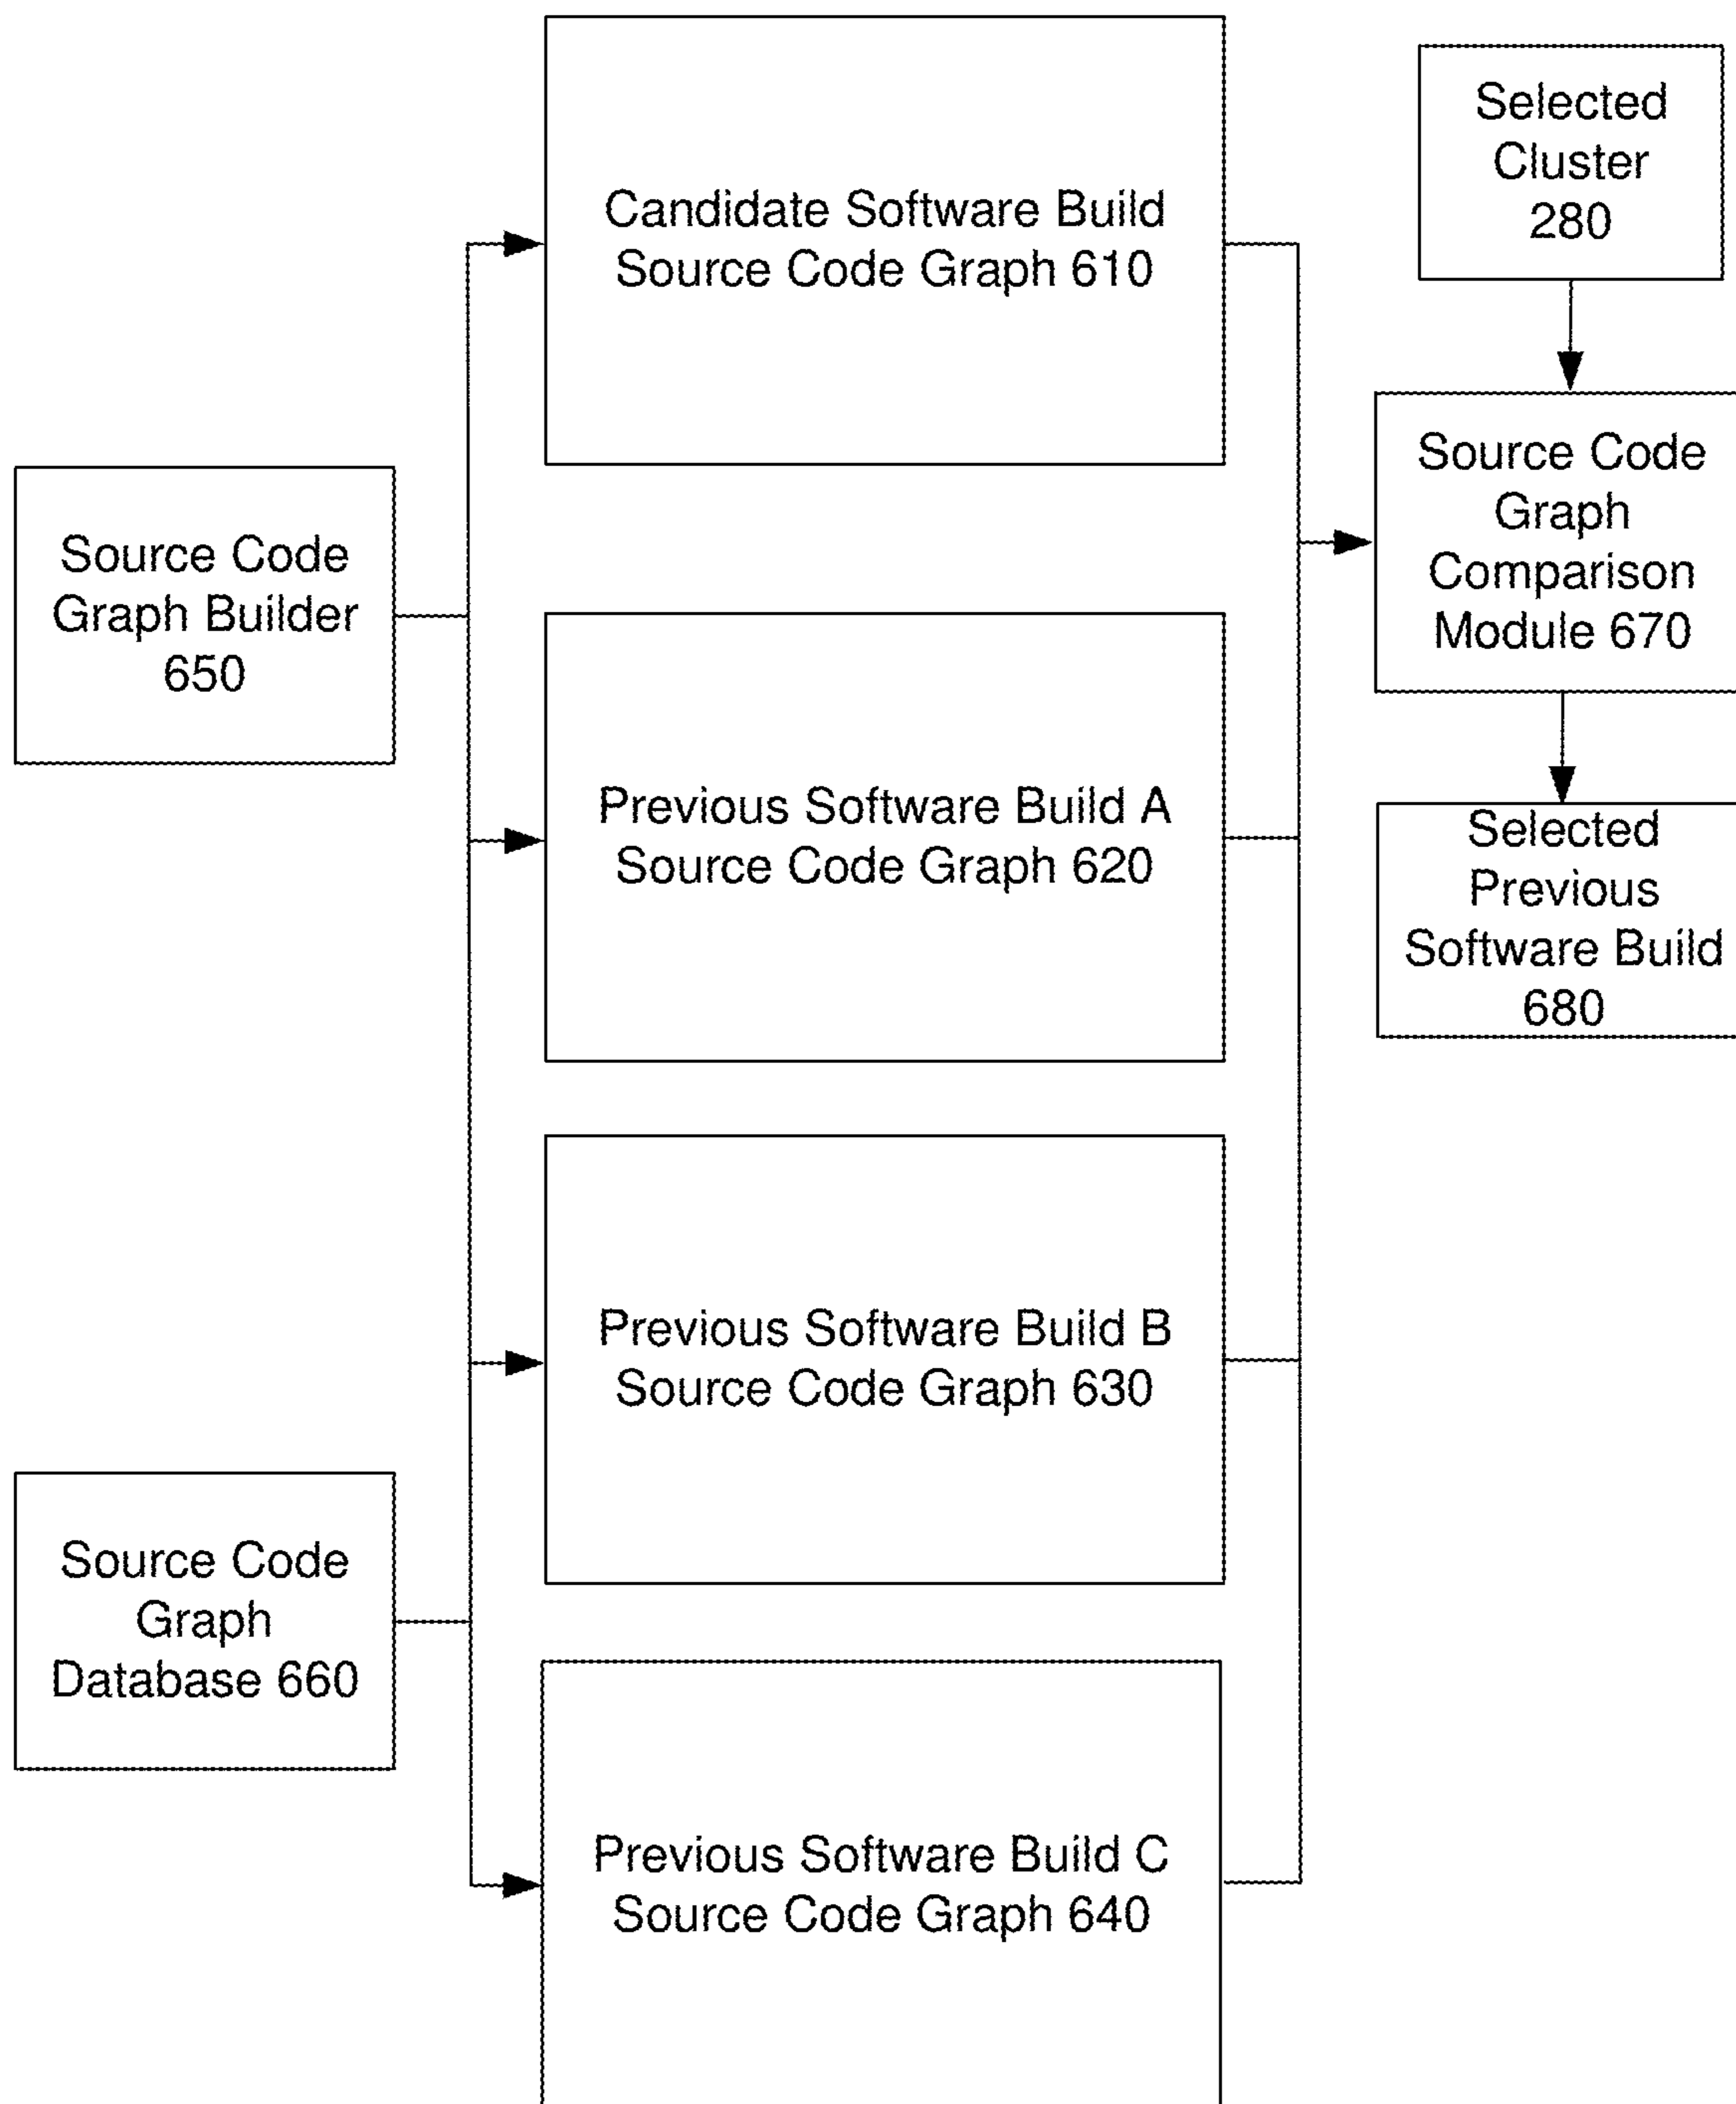 Candidate Software Build
Source Code Graph 610
Selected
Cluster
280
Source Code
Graph Builder
650
Source Code
Graph
Comparison
Module 670
Previous Software Build A
Source Code Graph 620
Selected
Previous
Software Build
680
Previous Software Build B
Source Code Graph 630
Source Code
Graph
Database 660
Previous Software Build C
Source Code Graph 640